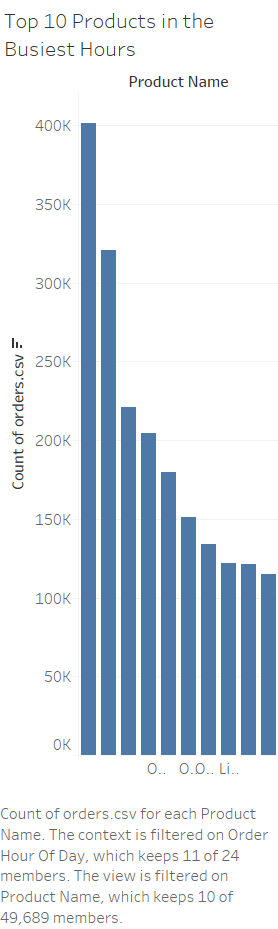 Top 10 Products in the
Busiest Hours
Product Name
400K
350K
300K
250K
200K
150K
100K
50K
0K
Count of orders.csv
O.. O.O.. Li..
Count of orders.csv for each Product
Name. The context is filtered on Order
Hour Of Day, which keeps 11 of 24
members. The view is filtered on
Product Name, which keeps 10 of
49,689 members.